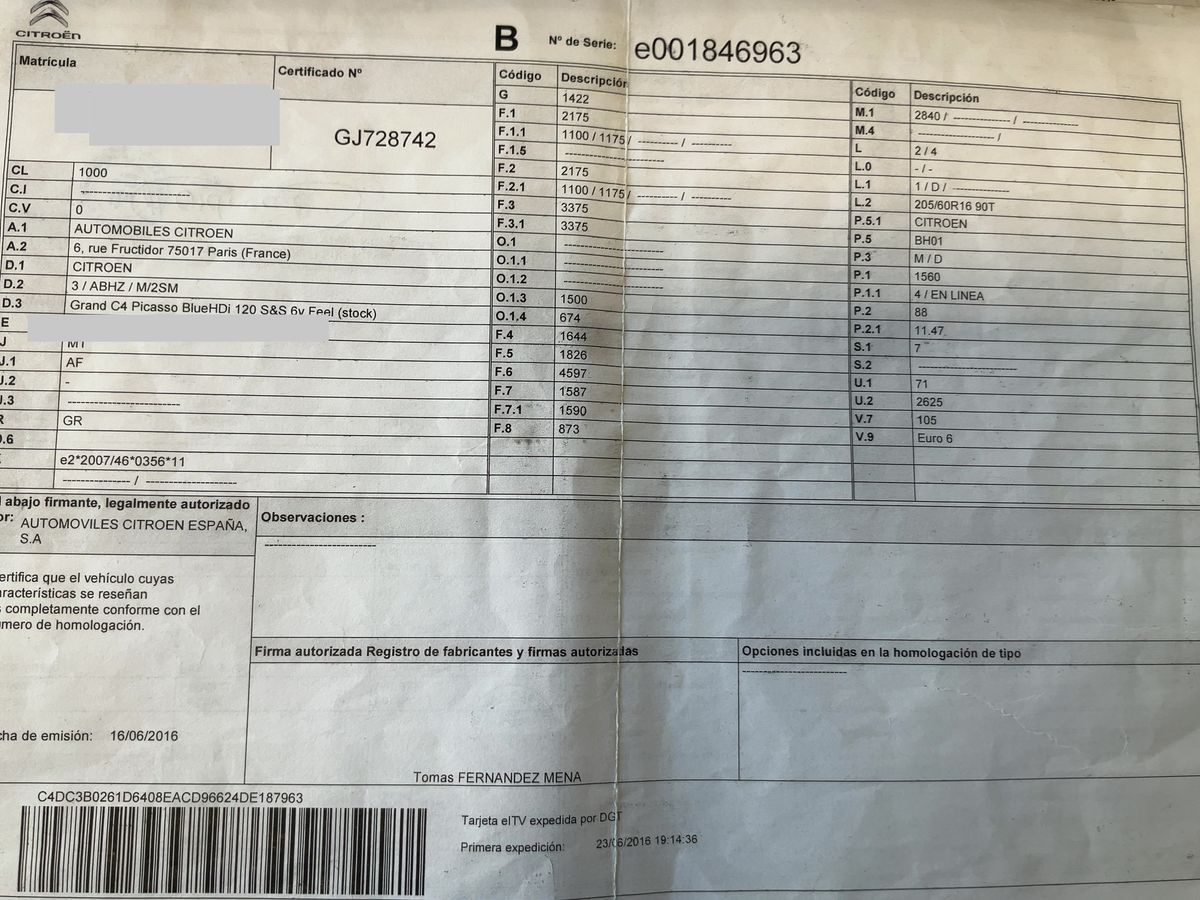 CITROËN
B Nº de Serie: e001846963
Matrícula
Certificado Nº
GJ728742
CL 1000
C.I ----------------------
C.V 0
A.1 AUTOMOBILES CITROEN
A.2 6, rue Fructidor 75017 Paris (France)
D.1 CITROEN
D.2 3 / ABHZ / M/2SM
D.3 Grand C4 Picasso BlueHDi 120 S&S 6v Feel (stock)
E
J M1
J.1 AF
J.2 -
J.3 ----------------------
R GR
.6
e2*2007/46*0356*11
-------------- / -------------------
Código Descripción
G 1422
F.1 2175
F.1.1 1100 / 1175 / -------- / --------
F.1.5 --------------------
F.2 2175
F.2.1 1100 / 1175 / -------- / --------
F.3 3375
F.3.1 3375
O.1 --------------------
O.1.1 --------------------
O.1.2 --------------------
O.1.3 1500
O.1.4 674
F.4 1644
F.5 1826
F.6 4597
F.7 1587
F.7.1 1590
F.8 873
Código Descripción
M.1 2840 / ------------ / ------------
M.4 ---------------- /
L 2 / 4
L.0 - / -
L.1 1 / D / ------------
L.2 205/60R16 90T
P.5.1 CITROEN
P.5 BH01
P.3 M / D
P.1 1560
P.1.1 4 / EN LINEA
P.2 88
P.2.1 11.47
S.1 7
S.2 --------------------
U.1 71
U.2 2625
V.7 105
V.9 Euro 6
abajo firmante, legalmente autorizado
or: AUTOMOVILES CITROEN ESPAÑA,
S.A
ertifica que el vehículo cuyas
aracterísticas se reseñan
s completamente conforme con el
úmero de homologación.
cha de emisión: 16/06/2016
Observaciones :
----------------------
Firma autorizada Registro de fabricantes y firmas autorizadas
Tomas FERNANDEZ MENA
Opciones incluidas en la homologación de tipo
--------------------
C4DC3B0261D6408EACD96624DE187963
Tarjeta eITV expedida por DGT
Primera expedición: 23/06/2016 19:14:36